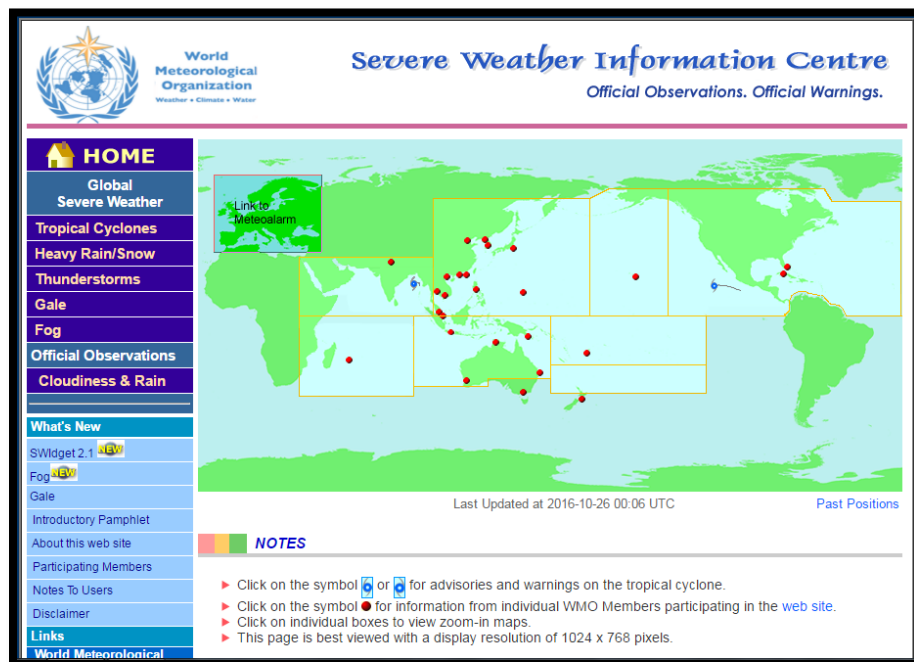 World
Meteorological
Organization
Weather • Climate • Water
Severe Weather Information Centre
Official Observations. Official Warnings.
HOME
Global
Severe Weather
Tropical Cyclones
Heavy Rain/Snow
Thunderstorms
Gale
Fog
Official Observations
Cloudiness & Rain
What's New
SWIdget 2.1 NEW
Fog NEW
Gale
Introductory Pamphlet
About this web site
Participating Members
Notes To Users
Disclaimer
Links
World Meteorological
Link to
Meteoalarm
Last Updated at 2016-10-26 00:06 UTC
Past Positions
NOTES
Click on the symbol or for advisories and warnings on the tropical cyclone.
Click on the symbol for information from individual WMO Members participating in the web site.
Click on individual boxes to view zoom-in maps.
This page is best viewed with a display resolution of 1024 x 768 pixels.